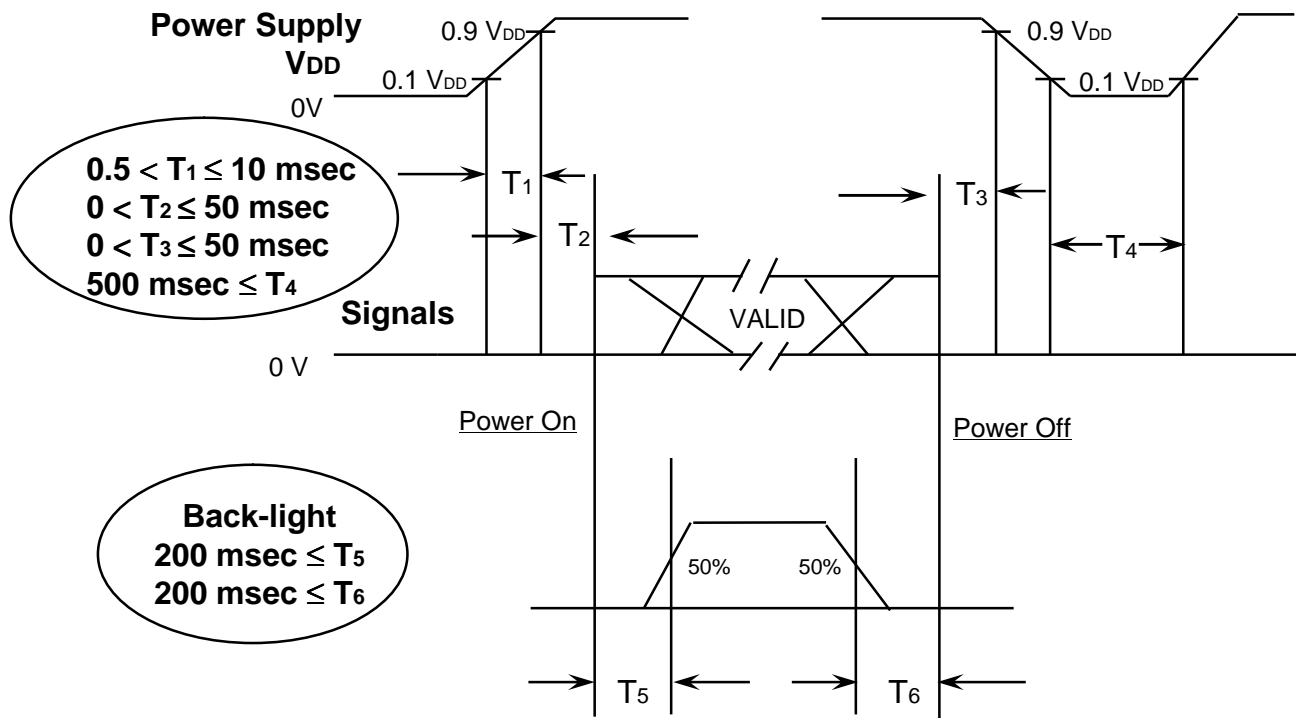 Power Supply
VDD
0.9 VDD
0.1 VDD
0V
0.9 VDD
0.1 VDD
0.5 < T1 ≤ 10 msec
0 < T2 ≤ 50 msec
0 < T3 ≤ 50 msec
500 msec ≤ T4
T1
T2
T3
T4
Signals
VALID
0 V
Power On
Power Off
Back-light
200 msec ≤ T5
200 msec ≤ T6
50%
50%
T5
T6